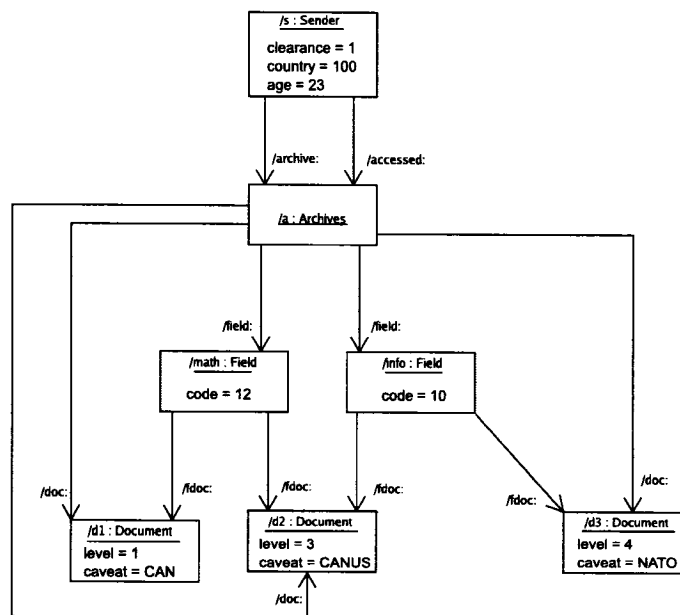 /s : Sender
clearance = 1
country = 100
age = 23
/archive: /accessed:
/a : Archives
/field: /field:
/math : Field /info : Field
code = 12 code = 10
/doc: /fdoc: /fdoc: /fdoc: /fdoc: /doc:
/d1 : Document /d2 : Document /d3 : Document
level = 1 level = 3 level = 4
caveat = CAN caveat = CANUS caveat = NATO
/doc: